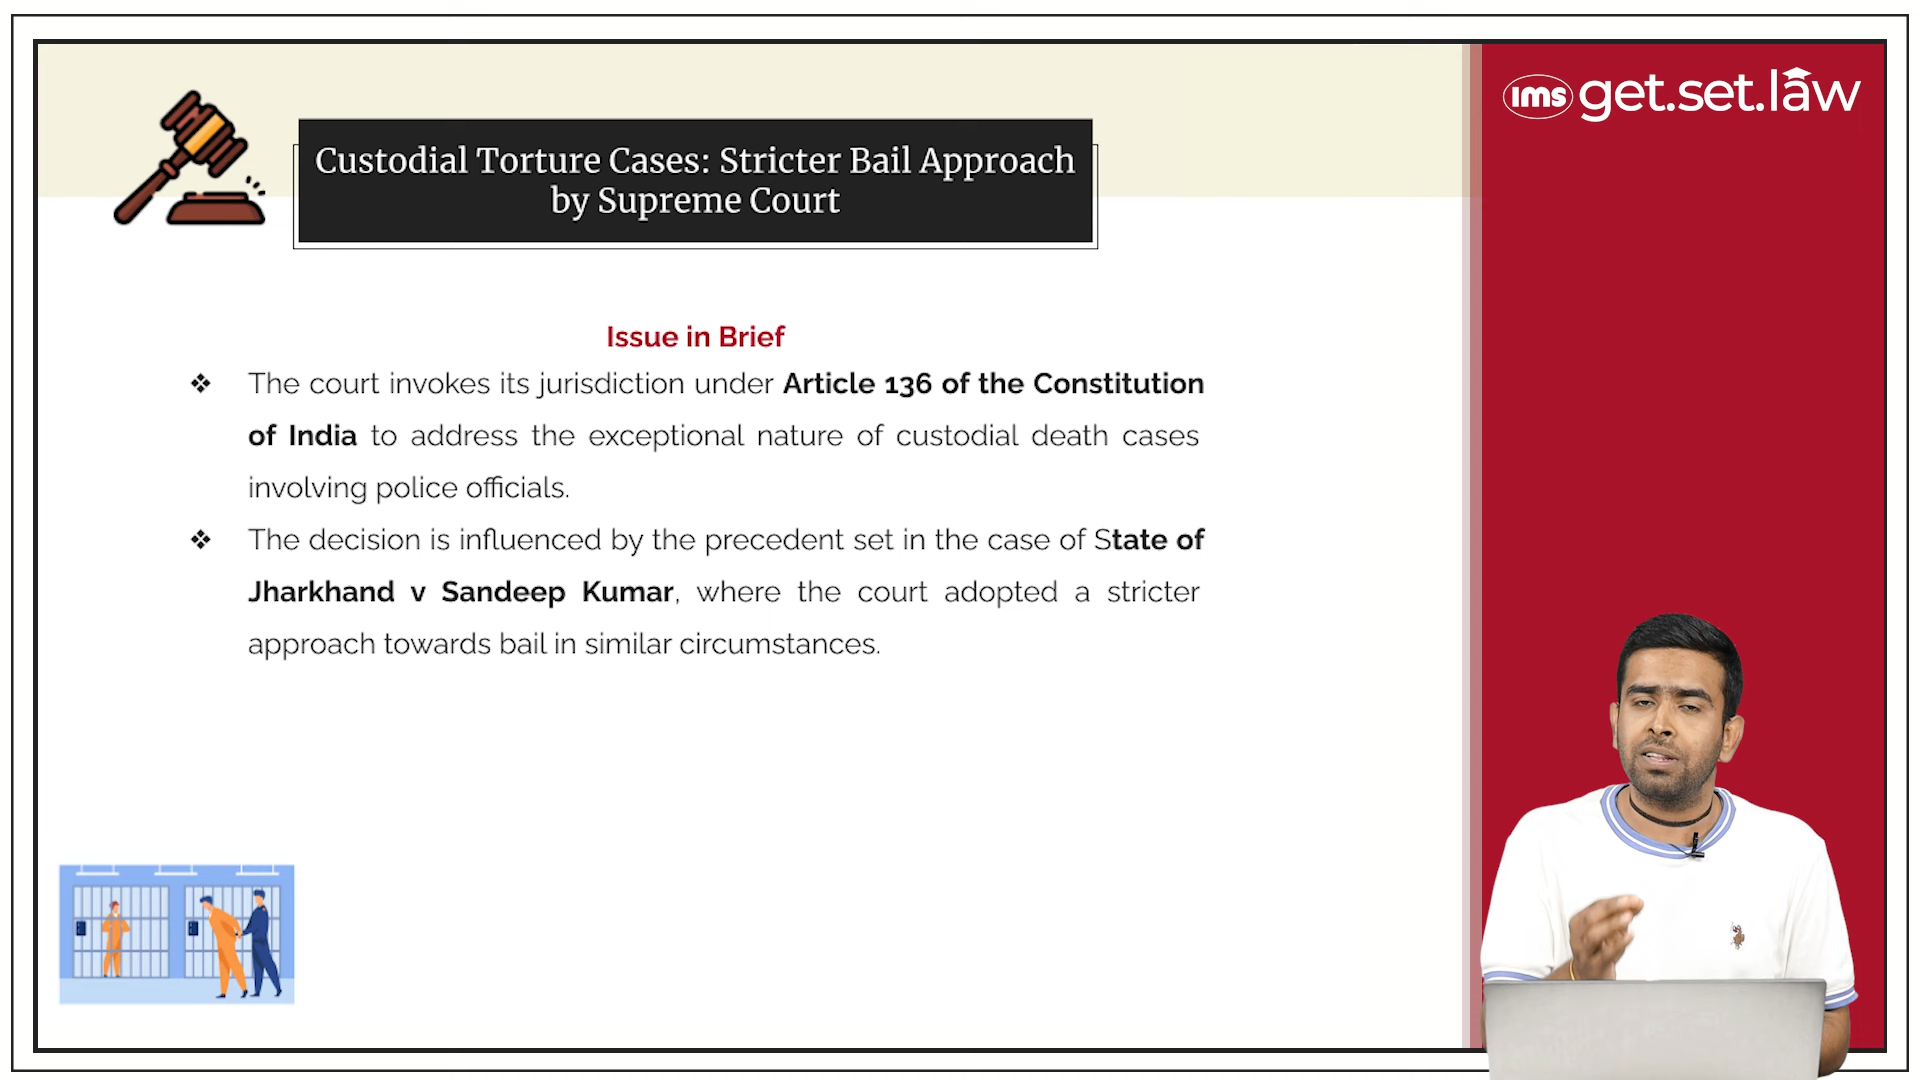 ims get.set.law
Custodial Torture Cases: Stricter Bail Approach
by Supreme Court
Issue in Brief
❖ The court invokes its jurisdiction under Article 136 of the Constitution
of India to address the exceptional nature of custodial death cases
involving police officials.
❖ The decision is influenced by the precedent set in the case of State of
Jharkhand v Sandeep Kumar, where the court adopted a stricter
approach towards bail in similar circumstances.